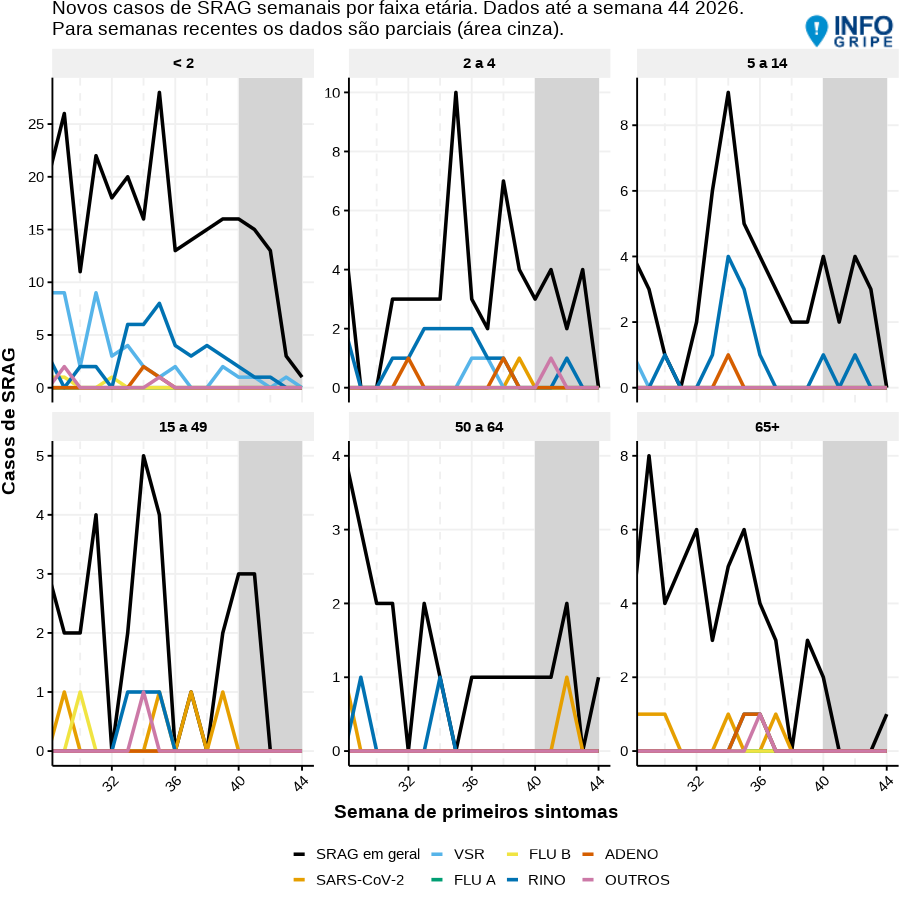 Novos casos de SRAG semanais por faixa etária. Dados até a semana 44 2026.
Para semanas recentes os dados são parciais (área cinza).
INFO
GRIPE
< 2
2 a 4
5 a 14
25
20
15
10
5
0
10
8
6
4
2
0
8
6
4
2
0
Casos de SRAG
15 a 49
50 a 64
65+
5
4
3
2
1
0
4
3
2
1
0
8
6
4
2
0
32 36 40 44
32 36 40 44
32 36 40 44
Semana de primeiros sintomas
SRAG em geral VSR FLU B ADENO
SARS-CoV-2 FLU A RINO OUTROS